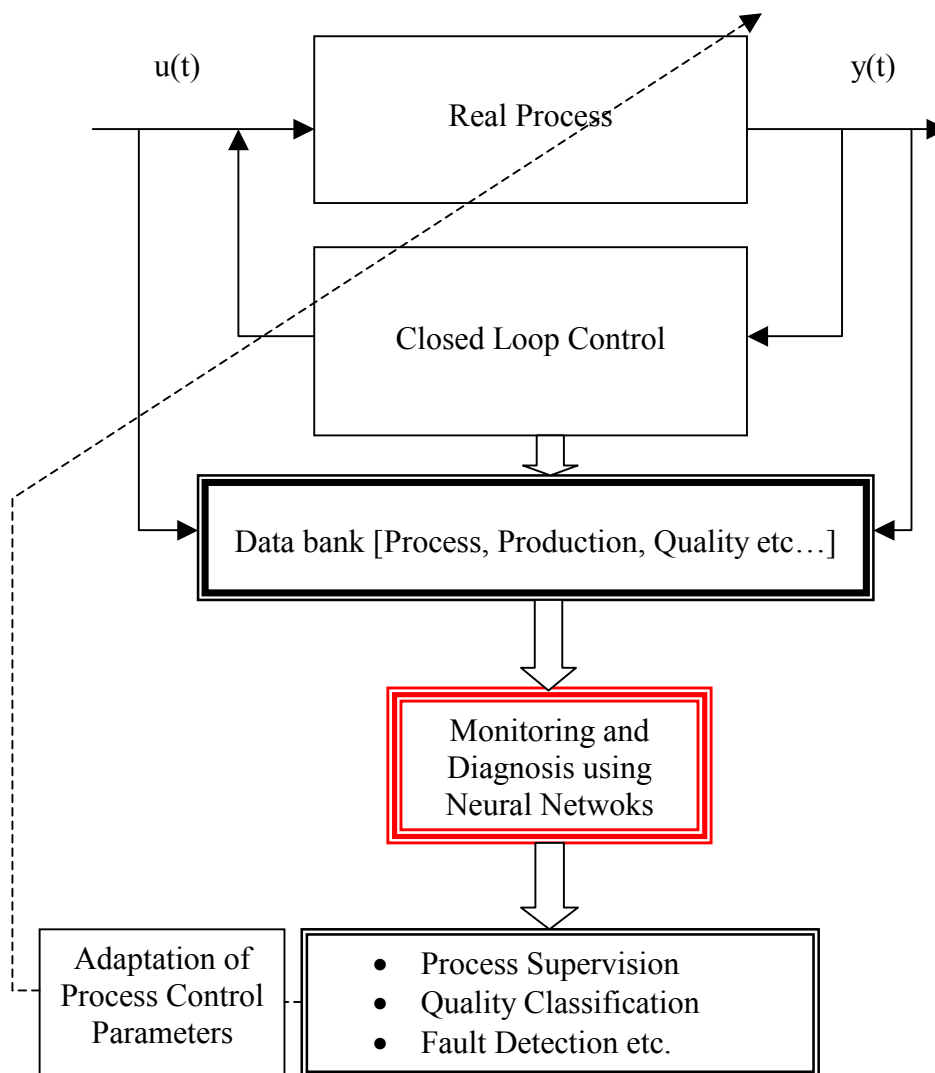 u(t)
y(t)
Real Process
Closed Loop Control
Data bank [Process, Production, Quality etc…]
Monitoring and
Diagnosis using
Neural Netwoks
Adaptation of
Process Control
Parameters
• Process Supervision
• Quality Classification
• Fault Detection etc.